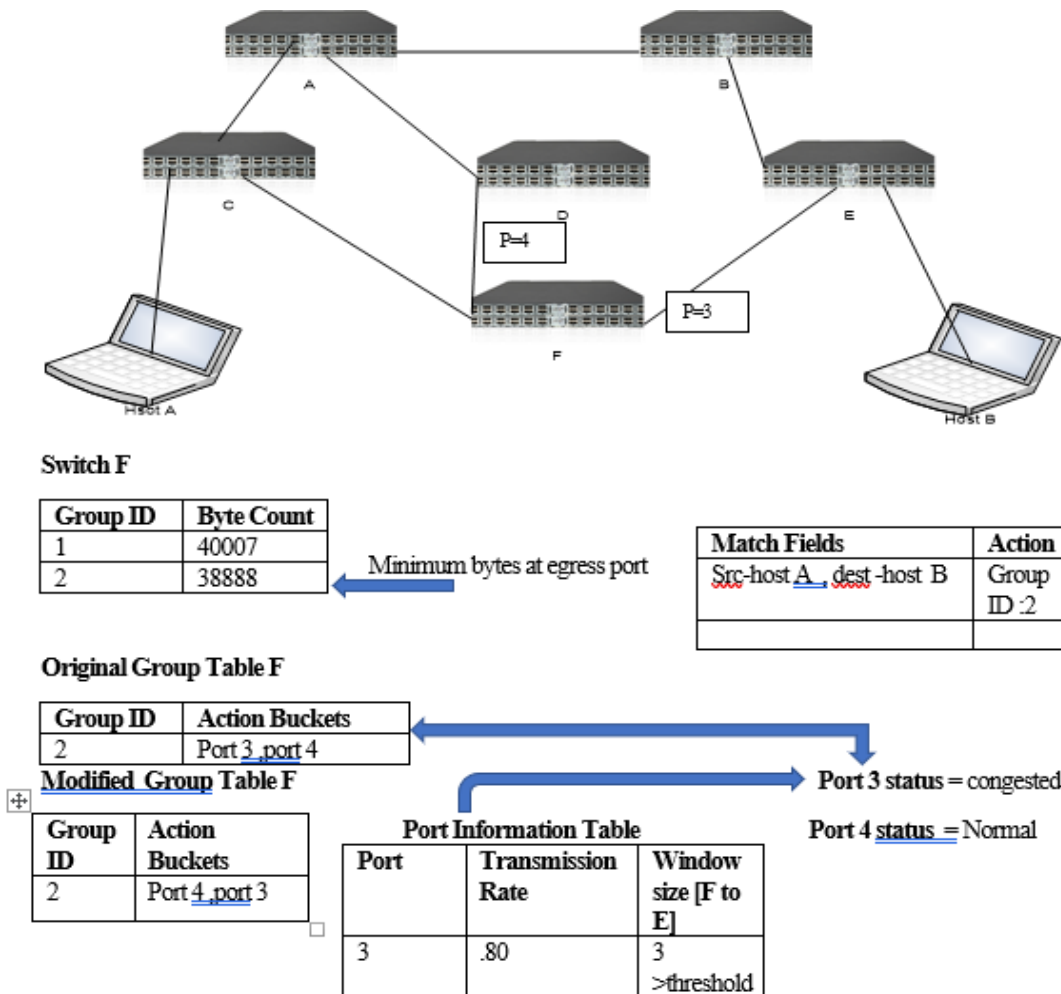 A
B
C
D
E
P=4
P=3
F
Hsot A
Host B
Switch F
Group ID Byte Count
1 40007
2 38888
Minimum bytes at egress port
Match Fields Action
Src-host A , dest -host B Group
ID :2
Original Group Table F
Group ID Action Buckets
2 Port 3 ,port 4
Modified Group Table F
Port 3 status = congested
Port 4 status = Normal
Group
ID
Action
Buckets
2 Port 4 ,port 3
Port Information Table
Port
Transmission
Rate
Window
size [F to
E]
3 .80 3
>threshold